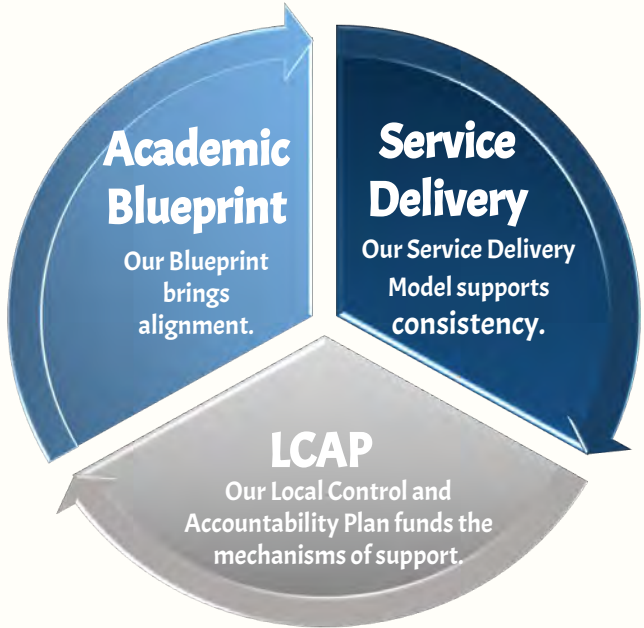 Academic
Blueprint
Our Blueprint
brings
alignment.
Service
Delivery
Our Service Delivery
Model supports
consistency.
LCAP
Our Local Control and
Accountability Plan funds the
mechanisms of support.